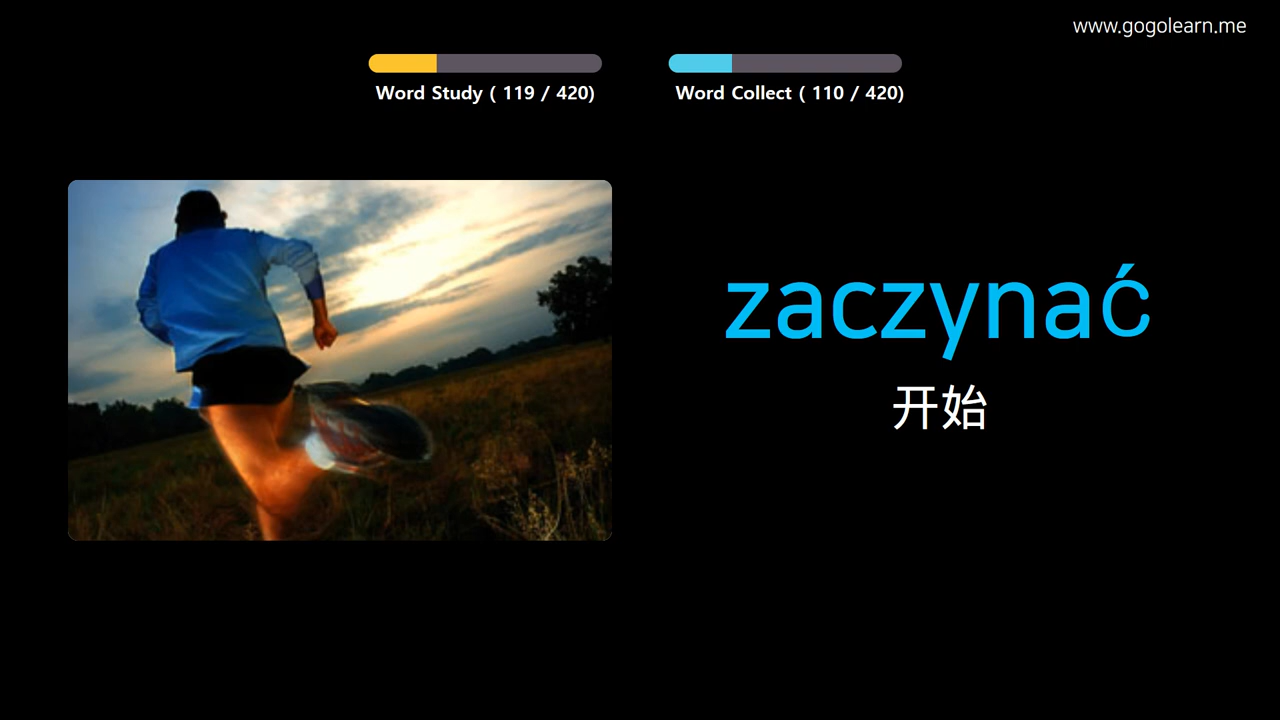 www.gogolearn.me
Word Study ( 119 / 420)
Word Collect ( 110 / 420)
zaczynać
开始